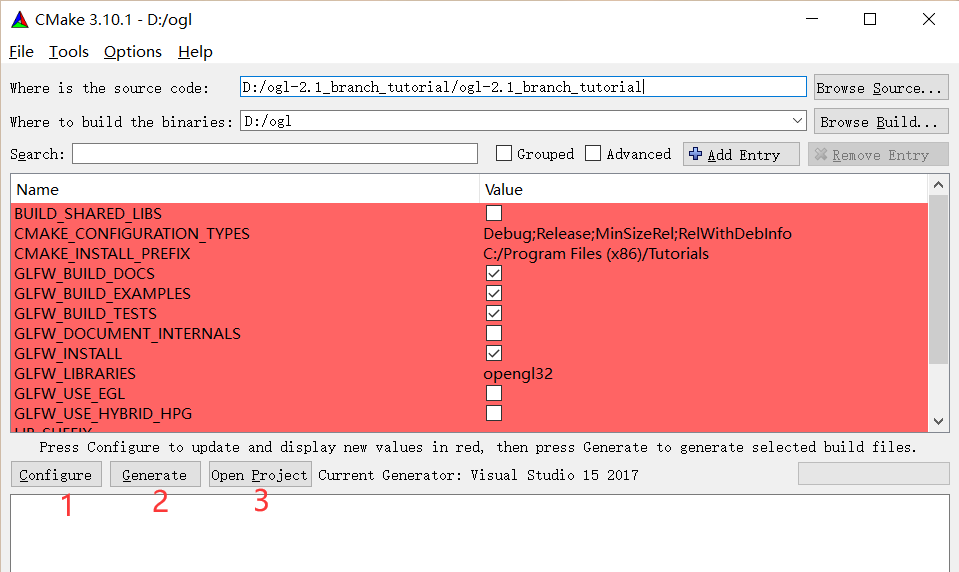 CMake 3.10.1 - D:/ogl
File Tools Options Help
Where is the source code: D:/ogl-2.1_branch_tutorial/ogl-2.1_branch_tutorial Browse Source...
Where to build the binaries: D:/ogl Browse Build...
Search: Grouped Advanced Add Entry Remove Entry
Name Value
BUILD_SHARED_LIBS
CMAKE_CONFIGURATION_TYPES Debug;Release;MinSizeRel;RelWithDebInfo
CMAKE_INSTALL_PREFIX C:/Program Files (x86)/Tutorials
GLFW_BUILD_DOCS
GLFW_BUILD_EXAMPLES
GLFW_BUILD_TESTS
GLFW_DOCUMENT_INTERNALS
GLFW_INSTALL
GLFW_LIBRARIES opengl32
GLFW_USE_EGL
GLFW_USE_HYBRID_HPG
LIB_SUFFIX
Press Configure to update and display new values in red, then press Generate to generate selected build files.
Configure Generate Open Project Current Generator: Visual Studio 15 2017
1 2 3